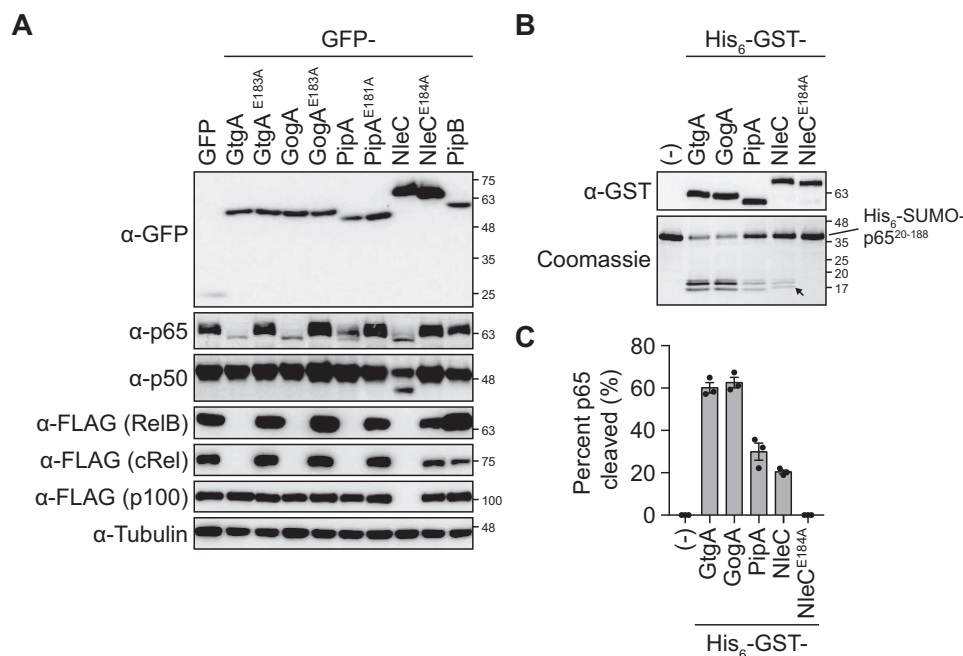 A
GFP-
GFP
GtgA
GtgA E183A
GogA
GogA E183A
PipA
PipA E181A
NleC
NleC E184A
PipB
α-GFP
75
63
48
35
25
α-p65
63
α-p50
48
α-FLAG (RelB)
63
α-FLAG (cRel)
75
α-FLAG (p100)
100
α-Tubulin
48
B
His6-GST-
(-)
GtgA
GogA
PipA
NleC
NleC E184A
α-GST
63
Coomassie
48
35
25
20
17
His6-SUMO-
p65 20-188
C
Percent p65
cleaved (%)
80
60
40
20
0
(-)
GtgA
GogA
PipA
NleC
NleC E184A
His6-GST-